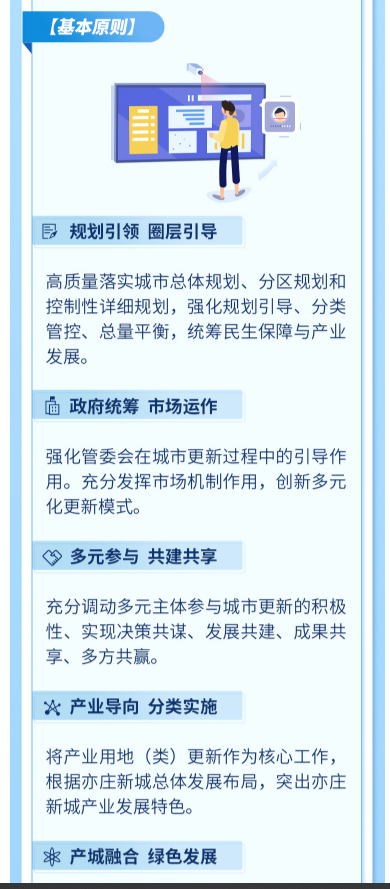 【基本原则】
规划引领 圈层引导
高质量落实城市总体规划、分区规划和
控制性详细规划，强化规划引导、分类
管控、总量平衡，统筹民生保障与产业
发展。
政府统筹 市场运作
强化管委会在城市更新过程中的引导作
用。充分发挥市场机制作用，创新多元
化更新模式。
多元参与 共建共享
充分调动多元主体参与城市更新的积极
性、实现决策共谋、发展共建、成果共
享、多方共赢。
产业导向 分类实施
将产业用地（类）更新作为核心工作，
根据亦庄新城总体发展布局，突出亦庄
新城产业发展特色。
产城融合 绿色发展